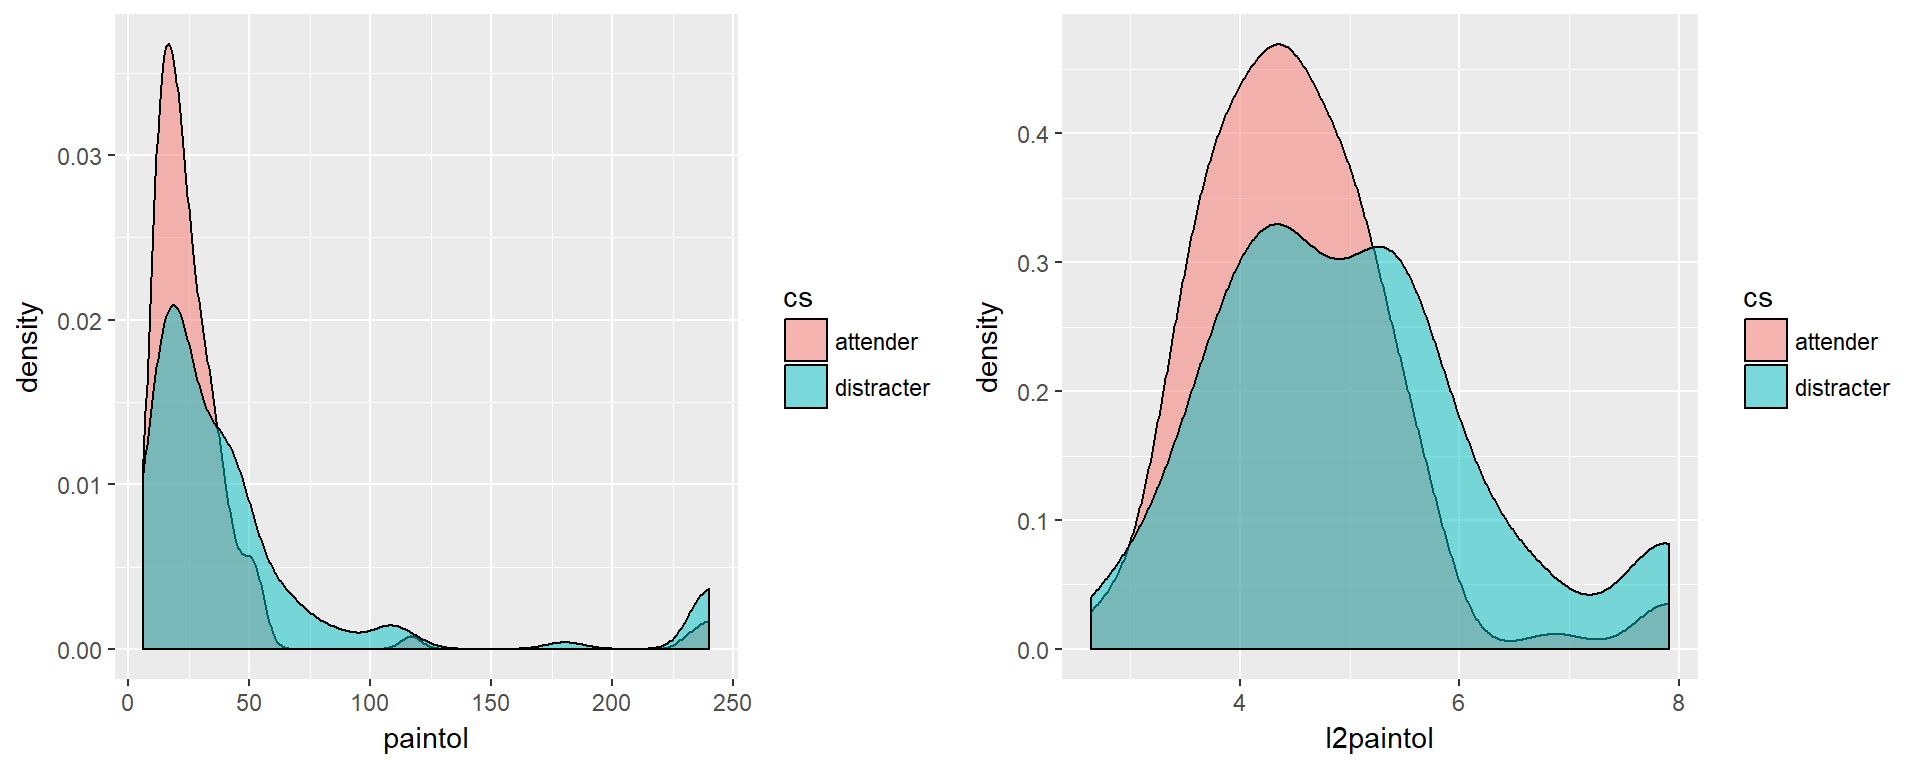 0.03
0.02
0.01
0.00
density
0 50 100 150 200 250
paintol
cs
attender
distracter
0.4
0.3
0.2
0.1
0.0
density
4 6 8
l2paintol
cs
attender
distracter